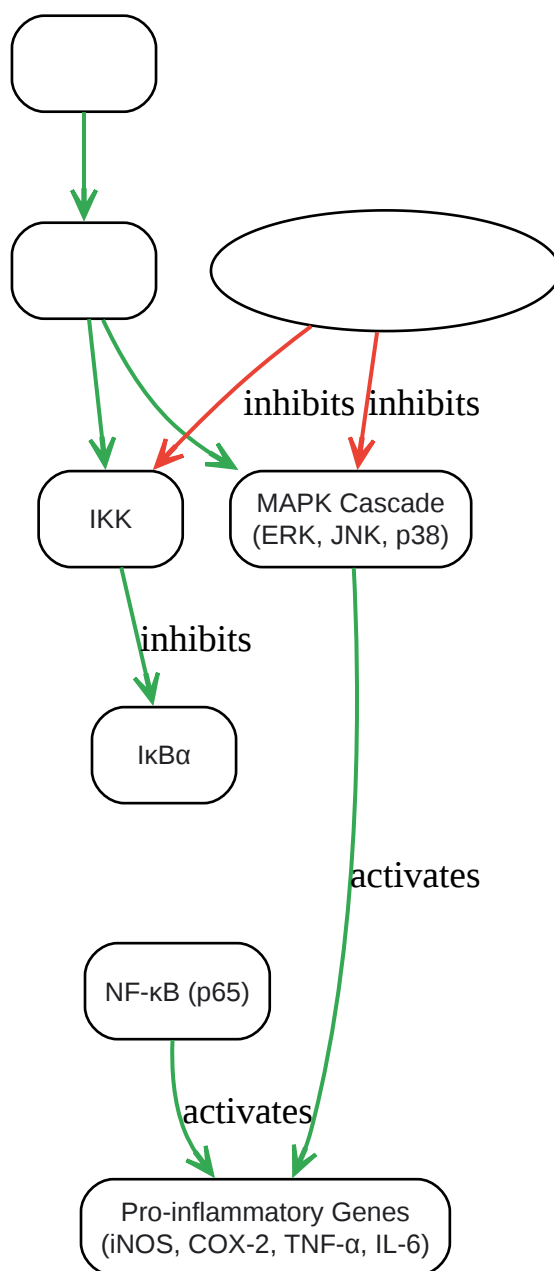 inhibits inhibits
IKK
MAPK Cascade
(ERK, JNK, p38)
inhibits
IκBα
activates
NF-κB (p65)
activates
Pro-inflammatory Genes
(iNOS, COX-2, TNF-α, IL-6)